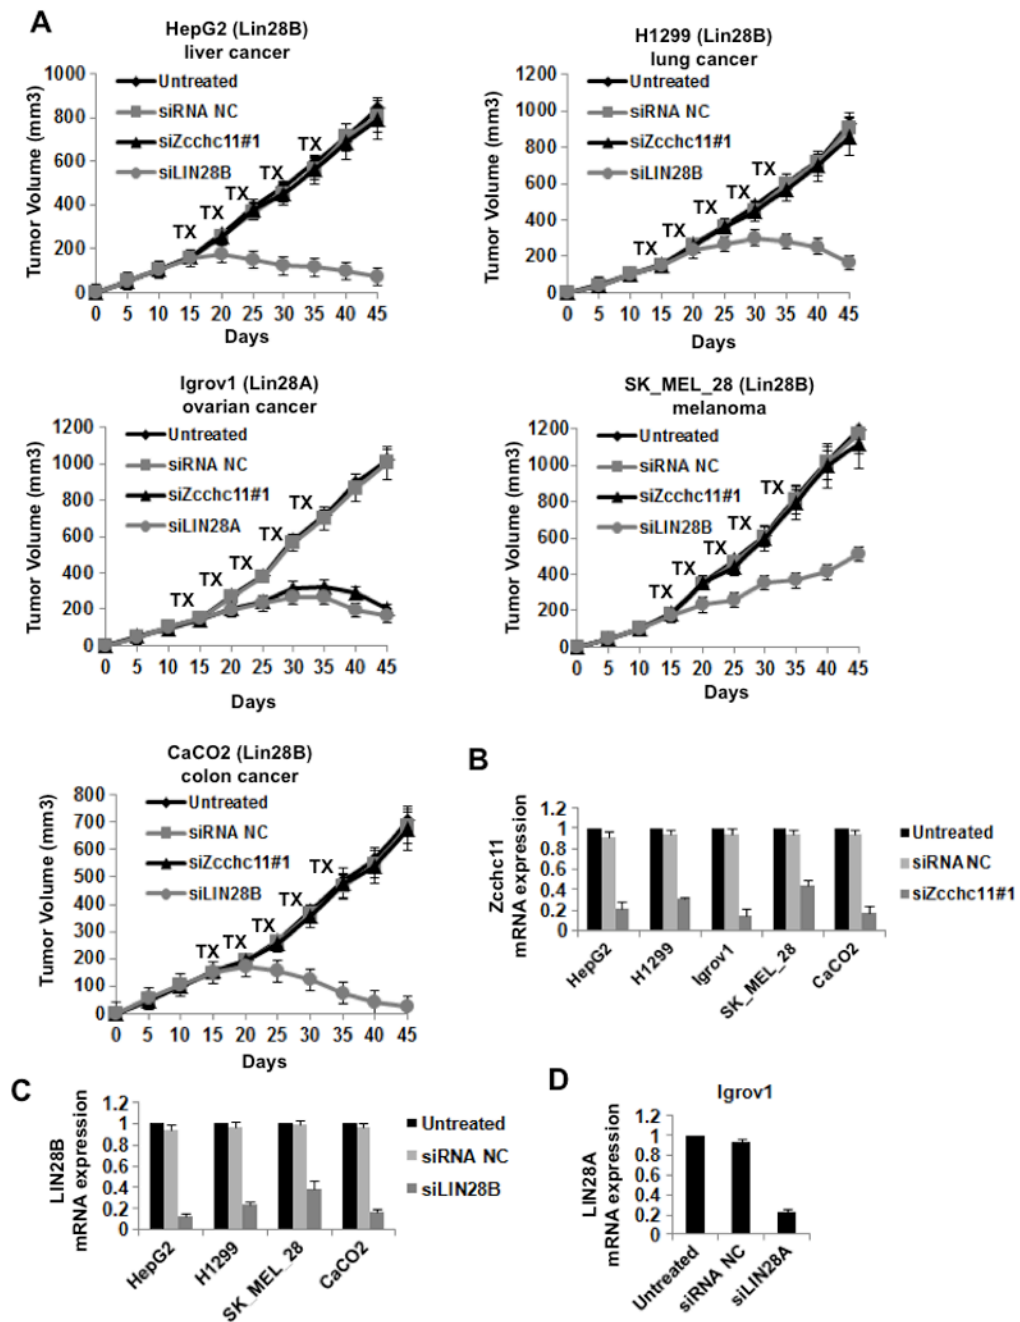 A
HepG2 (Lin28B)
liver cancer
Tumor Volume (mm3)
1000
800
600
400
200
0
Untreated
siRNA NC
siZcchc11#1
siLIN28B
TX
TX
TX
TX
TX
0 5 10 15 20 25 30 35 40 45
Days
H1299 (Lin28B)
lung cancer
Tumor Volume (mm3)
1200
1000
800
600
400
200
0
Untreated
siRNA NC
siZcchc11#1
siLIN28B
TX
TX
TX
TX
TX
0 5 10 15 20 25 30 35 40 45
Days
Igrov1 (Lin28A)
ovarian cancer
Tumor Volume (mm3)
1200
1000
800
600
400
200
0
Untreated
siRNA NC
siZcchc11#1
siLIN28A
TX
TX
TX
TX
TX
0 5 10 15 20 25 30 35 40 45
Days
SK_MEL_28 (Lin28B)
melanoma
Tumor Volume (mm3)
1200
1000
800
600
400
200
0
Untreated
siRNA NC
siZcchc11#1
siLIN28B
TX
TX
TX
TX
TX
0 5 10 15 20 25 30 35 40 45
Days
CaCO2 (Lin28B)
colon cancer
Tumor Volume (mm3)
800
700
600
500
400
300
200
100
0
Untreated
siRNA NC
siZcchc11#1
siLIN28B
TX
TX
TX
TX
TX
0 5 10 15 20 25 30 35 40 45
Days
B
Zcchc11
mRNA expression
1.2
1
0.8
0.6
0.4
0.2
0
HepG2
H1299
Igrov1
SK_MEL_28
CaCO2
Untreated
siRNA NC
siZcchc11#1
C
LIN28B
mRNA expression
1.2
1
0.8
0.6
0.4
0.2
0
HepG2
H1299
SK_MEL_28
CaCO2
Untreated
siRNA NC
siLIN28B
D
Igrov1
LIN28A
mRNA expression
1.2
1
0.8
0.6
0.4
0.2
0
Untreated
siRNA NC
siLIN28A